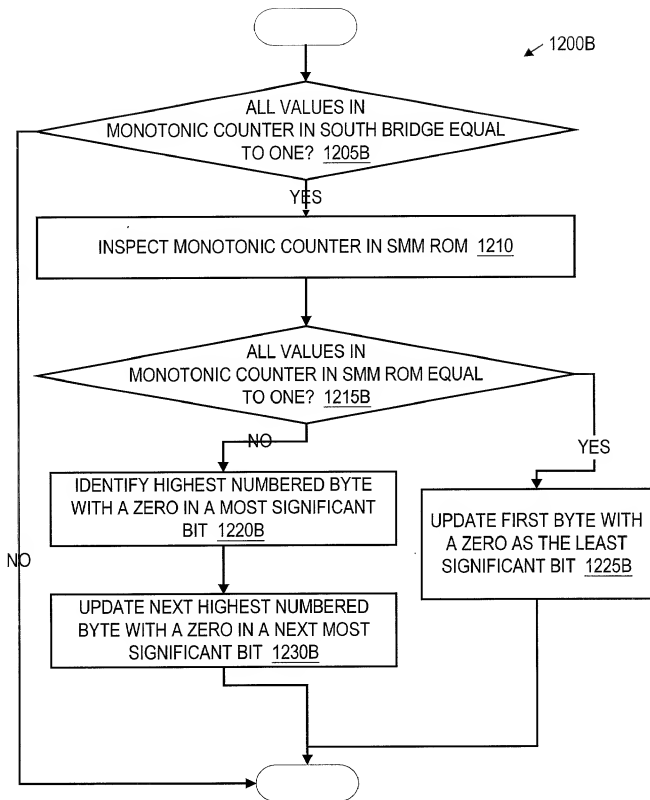 1200B
ALL VALUES IN
MONOTONIC COUNTER IN SOUTH BRIDGE EQUAL
TO ONE? 1205B
YES
INSPECT MONOTONIC COUNTER IN SMM ROM 1210
ALL VALUES IN
MONOTONIC COUNTER IN SMM ROM EQUAL
TO ONE? 1215B
NO
YES
IDENTIFY HIGHEST NUMBERED BYTE
WITH A ZERO IN A MOST SIGNIFICANT
BIT 1220B
UPDATE FIRST BYTE WITH
A ZERO AS THE LEAST
SIGNIFICANT BIT 1225B
NO
UPDATE NEXT HIGHEST NUMBERED
BYTE WITH A ZERO IN A NEXT MOST
SIGNIFICANT BIT 1230B